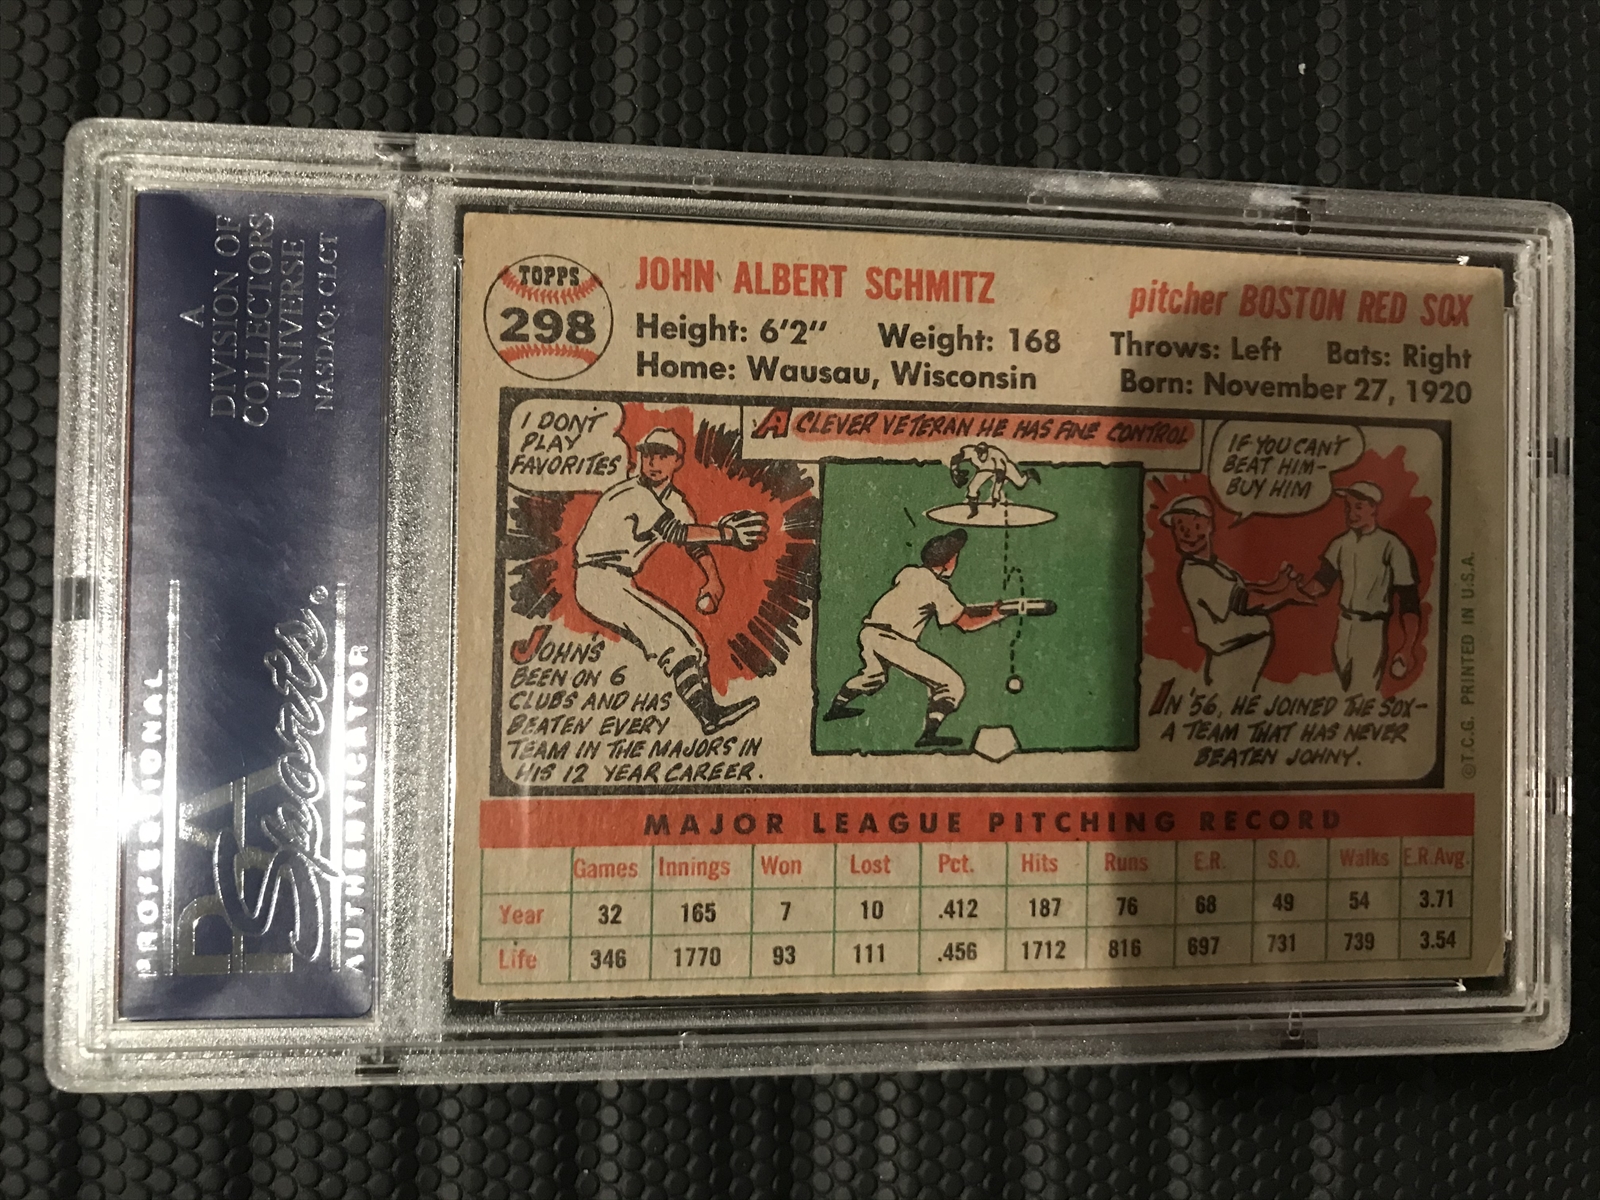 A
DIVISION OF
COLLECTORS
UNIVERSE
NASDAQ: CLCT
PROFESSIONAL
PSA
Sports
AUTHENTICATOR
TOPPS
298
JOHN ALBERT SCHMITZ
pitcher BOSTON RED SOX
Height: 6'2" Weight: 168 Throws: Left Bats: Right
Home: Wausau, Wisconsin Born: November 27, 1920
I DON'T
PLAY
FAVORITES
JOHN'S
BEEN ON 6
CLUBS AND HAS
BEATEN EVERY
TEAM IN THE MAJORS IN
HIS 12 YEAR CAREER.
A CLEVER VETERAN HE HAS FINE CONTROL
IF YOU CAN'T
BEAT HIM-
BUY HIM
IN '56, HE JOINED THE SOX-
A TEAM THAT HAS NEVER
BEATEN JOHNY.
© T.C.G. PRINTED IN U.S.A.
MAJOR LEAGUE PITCHING RECORD
Games Innings Won Lost Pct. Hits Runs E.R. S.O. Walks E.R.Avg.
Year 32 165 7 10 .412 187 76 68 49 54 3.71
Life 346 1770 93 111 .456 1712 816 697 731 739 3.54